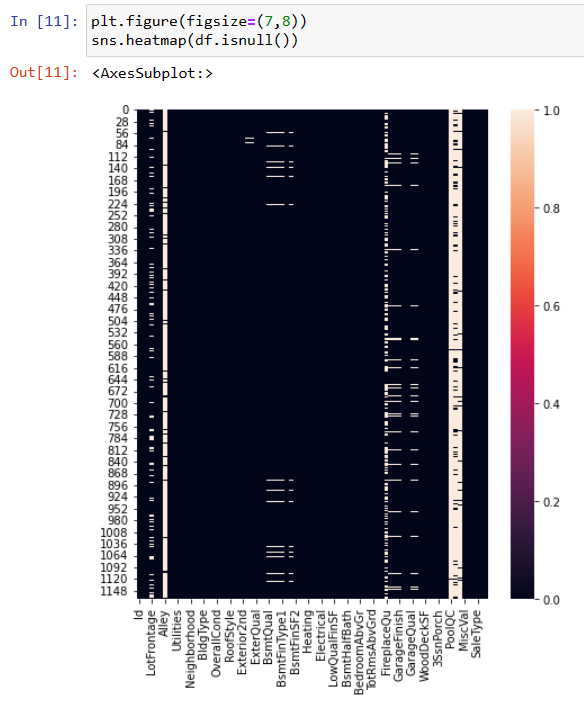 In [11]: plt.figure(figsize=(7,8))
sns.heatmap(df.isnull())
Out[11]: <AxesSubplot:>
0
28
56
84
112
140
168
196
224
252
280
308
336
364
392
420
448
476
504
532
560
588
616
644
672
700
728
756
784
812
840
868
896
924
952
980
1008
1036
1064
1092
1120
1148
Id
LotFrontage
Alley
Utilities
Neighborhood
BldgType
OverallCond
RoofStyle
Exterior2nd
ExterQual
BsmtQual
BsmtFinType1
BsmtFinSF2
Heating
Electrical
LowQualFinSF
BsmtHalfBath
BedroomAbvGr
TotRmsAbvGrd
FireplaceQu
GarageFinish
GarageQual
WoodDeckSF
3SsnPorch
PoolQC
MiscVal
SaleType
1.0
0.8
0.6
0.4
0.2
0.0